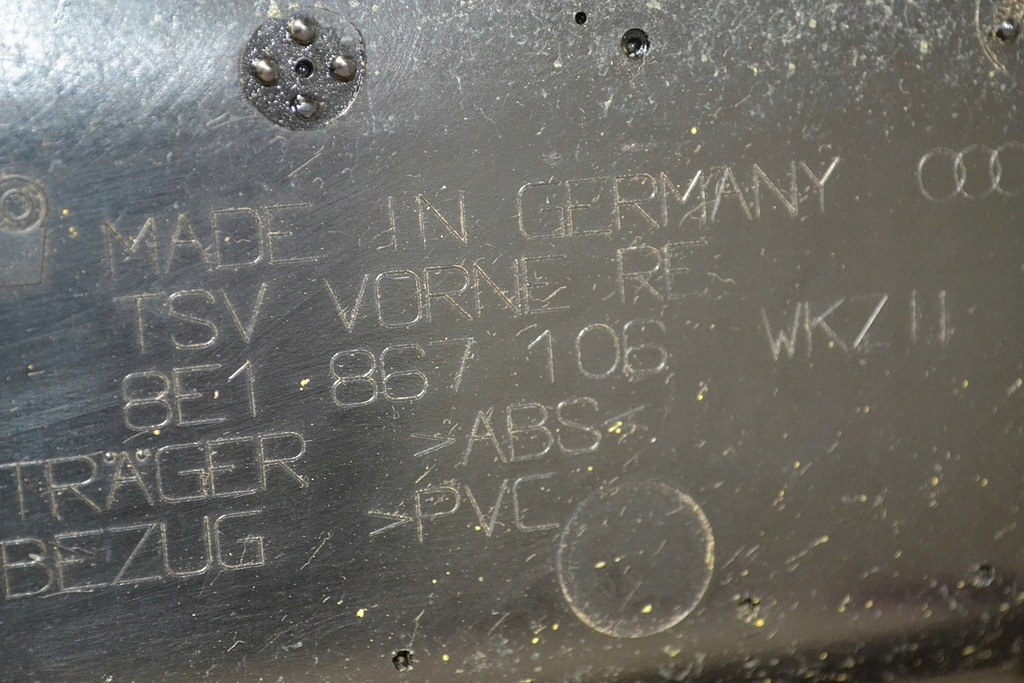 MADE IN GERMANY
TSV VORNE RE
8E1 867 106 WKZ II
TRÄGER >ABS<
BEZUG >PVC